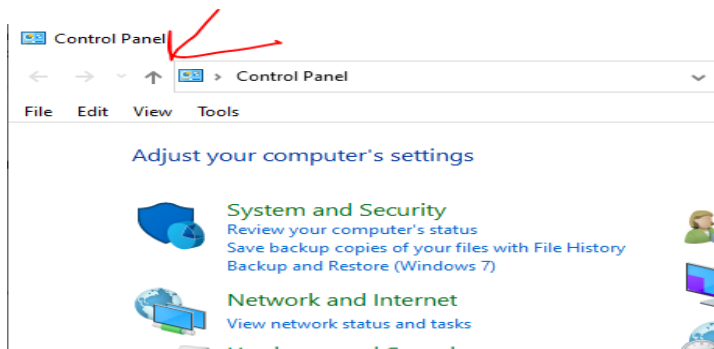 Control Panel
Control Panel
File Edit View Tools
Adjust your computer's settings
System and Security
Review your computer's status
Save backup copies of your files with File History
Backup and Restore (Windows 7)
Network and Internet
View network status and tasks